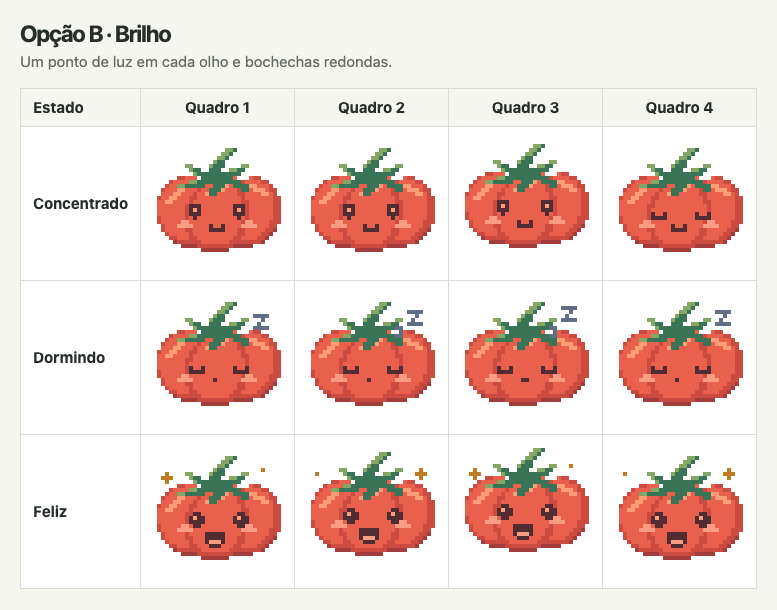 Opção B · Brilho
Um ponto de luz em cada olho e bochechas redondas.
Estado Quadro 1 Quadro 2 Quadro 3 Quadro 4
Concentrado
Z Z Z Z
Dormindo
Feliz